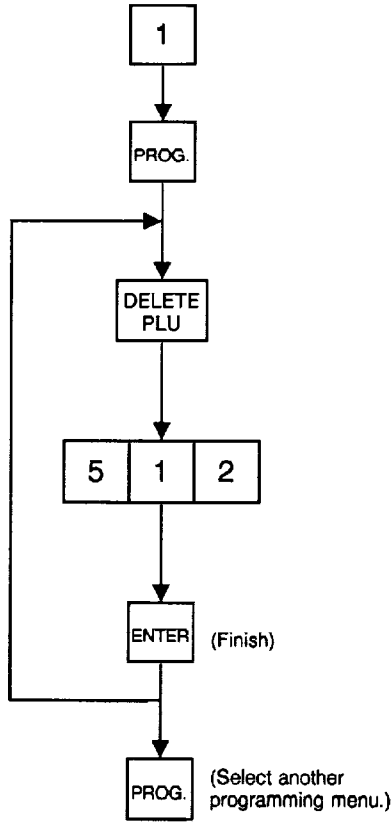 1
PROG.
DELETE
PLU
5 1 2
ENTER (Finish)
PROG. (Select another
programming menu.)